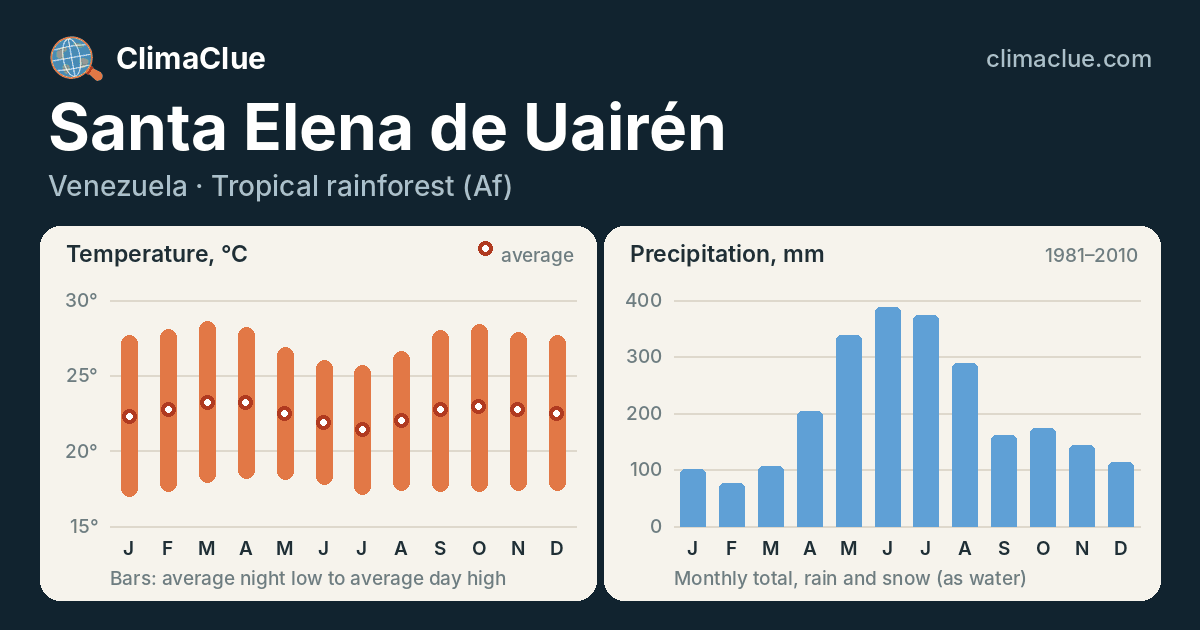 ClimaClue
climaclue.com
Santa Elena de Uairén
Venezuela · Tropical rainforest (Af)
Temperature, °C
average
30°
25°
20°
15°
J F M A M J J A S O N D
Bars: average night low to average day high
Precipitation, mm
1981–2010
400
300
200
100
0
J F M A M J J A S O N D
Monthly total, rain and snow (as water)